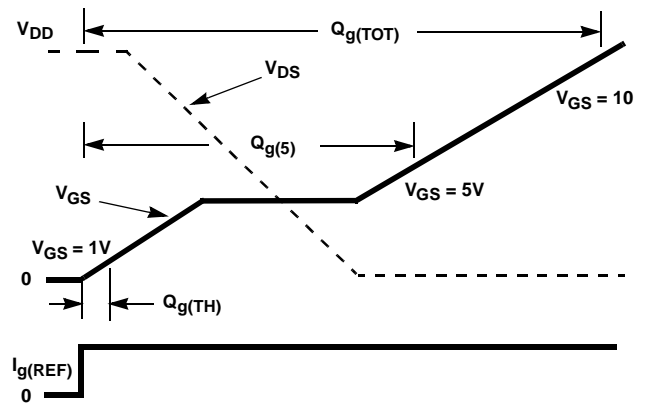 V_DD
Q_g(TOT)
V_DS
V_GS = 10
Q_g(5)
V_GS
V_GS = 5V
V_GS = 1V
0
Q_g(TH)
I_g(REF)
0